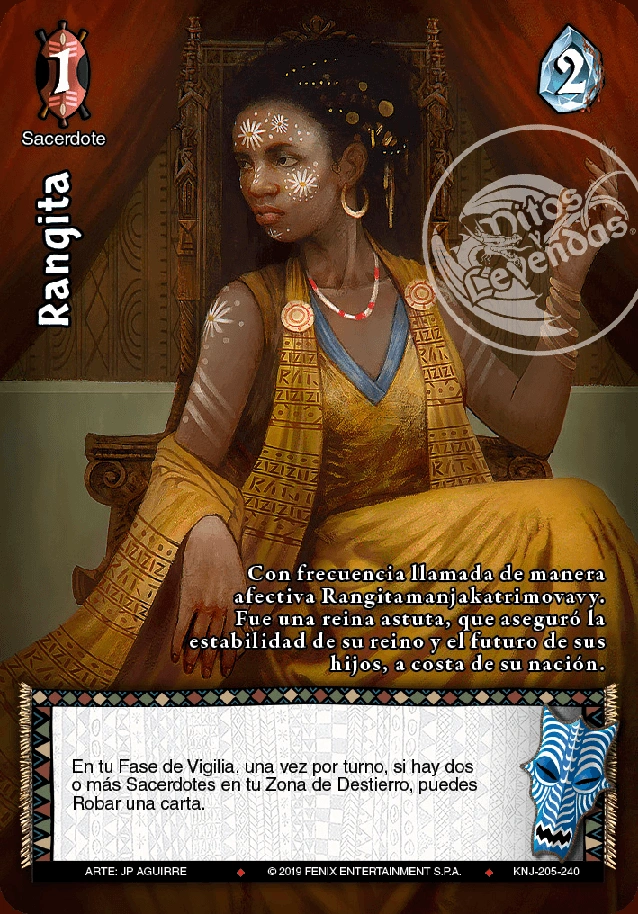 1
2
Sacerdote
Rangita
Mitos
y
Leyendas®
Con frecuencia llamada de manera
afectiva Rangitamanjakatrimovavy.
Fue una reina astuta, que aseguró la
estabilidad de su reino y el futuro de sus
hijos, a costa de su nación.
En tu Fase de Vigilia, una vez por turno, si hay dos
o más Sacerdotes en tu Zona de Destierro, puedes
Robar una carta.
ARTE: JP AGUIRRE ♦ © 2019 FENIX ENTERTAINMENT S.P.A. ♦ KNJ-205-240